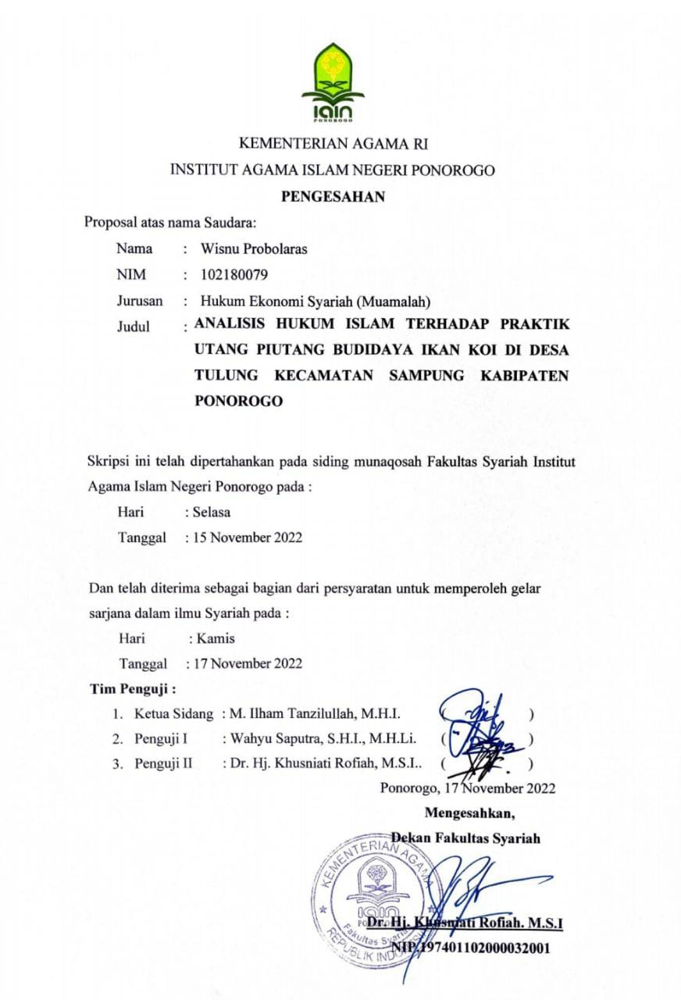 iain
PONOROGO
KEMENTERIAN AGAMA RI
INSTITUT AGAMA ISLAM NEGERI PONOROGO
PENGESAHAN
Proposal atas nama Saudara:
Nama : Wisnu Probolaras
NIM : 102180079
Jurusan : Hukum Ekonomi Syariah (Muamalah)
Judul : ANALISIS HUKUM ISLAM TERHADAP PRAKTIK
UTANG PIUTANG BUDIDAYA IKAN KOI DI DESA
TULUNG KECAMATAN SAMPUNG KABIPATEN
PONOROGO
Skripsi ini telah dipertahankan pada siding munaqosah Fakultas Syariah Institut
Agama Islam Negeri Ponorogo pada :
Hari : Selasa
Tanggal : 15 November 2022
Dan telah diterima sebagai bagian dari persyaratan untuk memperoleh gelar
sarjana dalam ilmu Syariah pada :
Hari : Kamis
Tanggal : 17 November 2022
Tim Penguji :
1. Ketua Sidang : M. Ilham Tanzilullah, M.H.I. ( )
2. Penguji I : Wahyu Saputra, S.H.I., M.H.Li. ( )
3. Penguji II : Dr. Hj. Khusniati Rofiah, M.S.I.. ( )
Ponorogo, 17 November 2022
Mengesahkan,
Dekan Fakultas Syariah
KEMENTERIAN AGAMA
iain
Fakultas Syaria
REPUBLIK INDONES
Dr. Hj. Khusniati Rofiah. M.S.I
NIP.197401102000032001